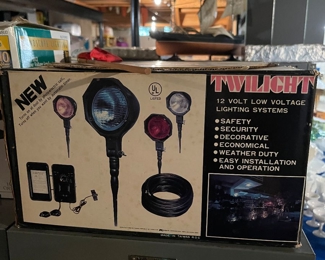 NEW
UL
LISTED
TWILIGHT
12 VOLT LOW VOLTAGE
LIGHTING SYSTEMS
• SAFETY
• SECURITY
• DECORATIVE
• ECONOMICAL
• WEATHER DUTY
• EASY INSTALLATION
AND OPERATION